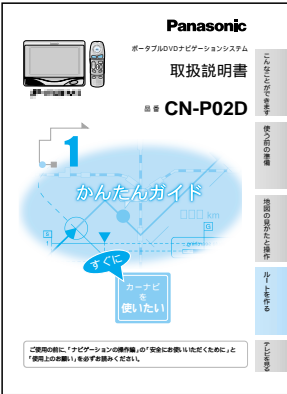 Panasonic
ポータブルDVDナビゲーションシステム
取扱説明書
品番 CN-P02D
1
かんたんガイド
km
S
G
1
すぐに
カーナビ
を
使いたい
ご使用の前に、「ナビゲーションの操作編」の“安全にお使いいただくために”と
“使用上のお願い”を必ずお読みください。
こんなことができます
使う前の準備
地図の見かたと操作
ルートを作る
テレビを見る